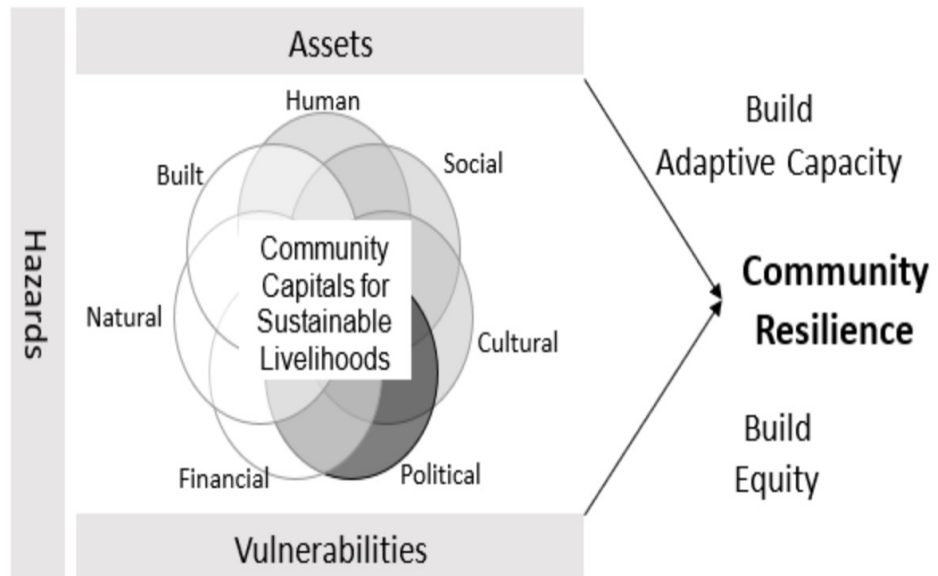 Hazards
Assets
Human
Built
Social
Natural
Community
Capitals for
Sustainable
Livelihoods
Cultural
Financial
Political
Vulnerabilities
Build
Adaptive Capacity
Community
Resilience
Build
Equity